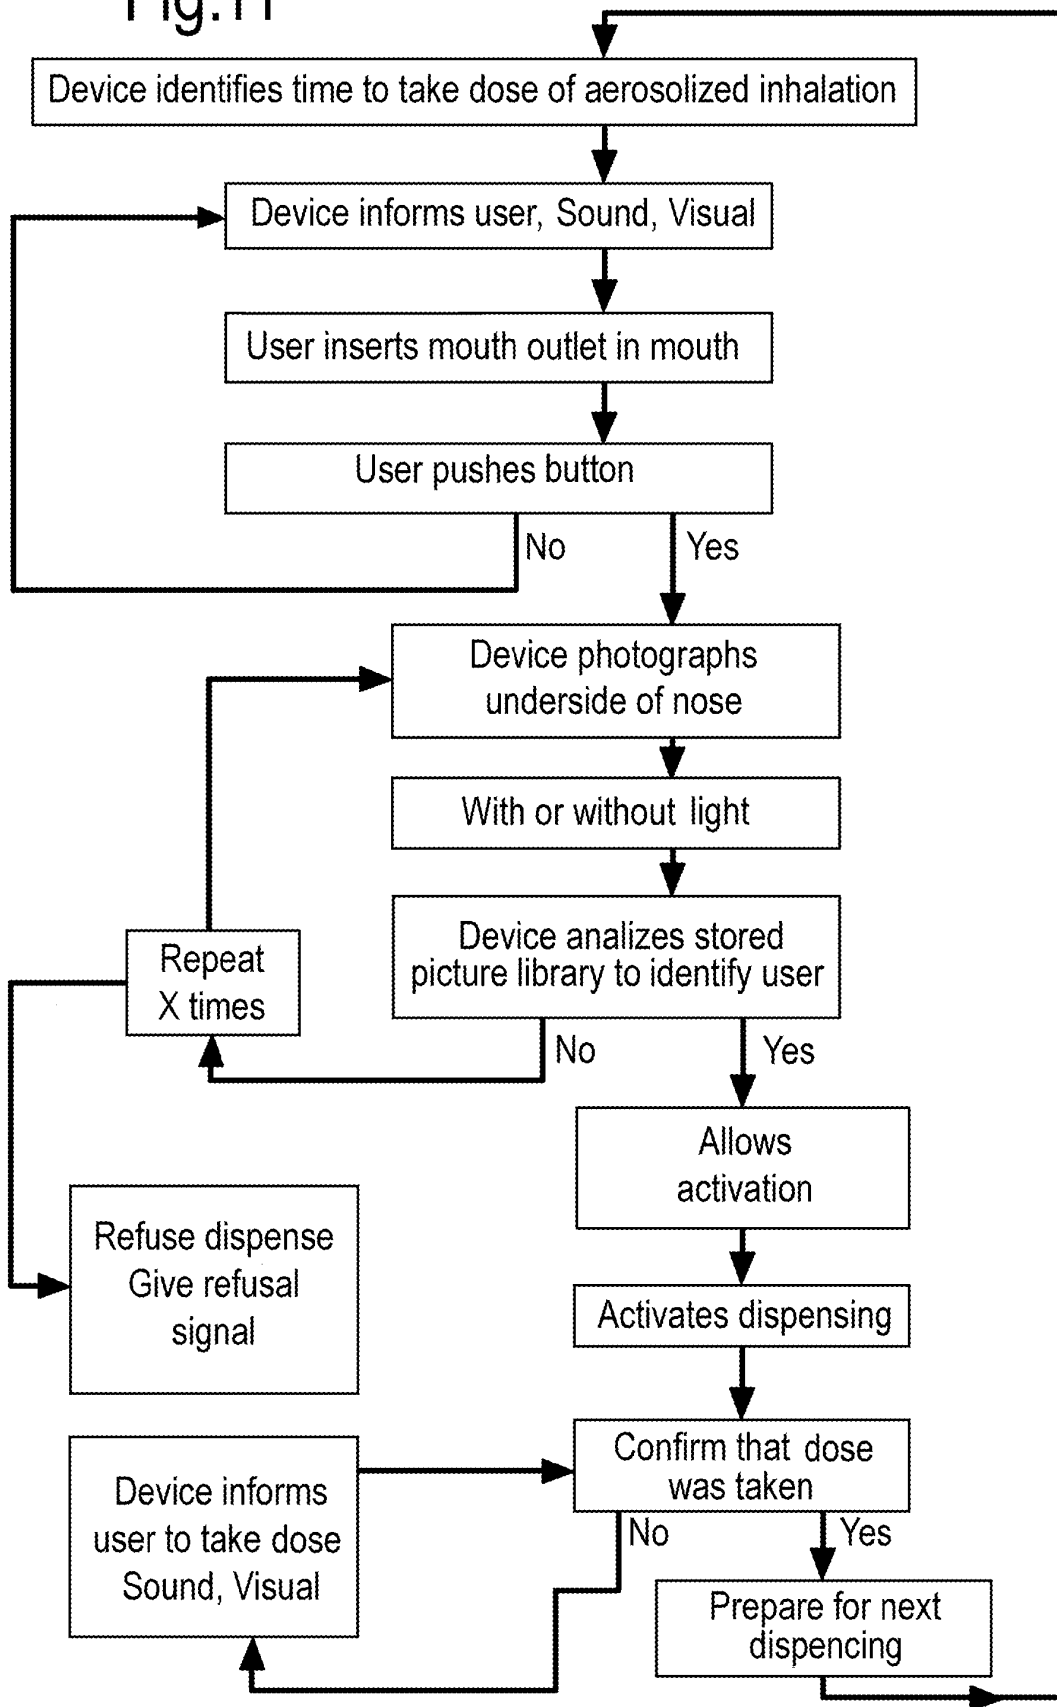 Fig.11
Device identifies time to take dose of aerosolized inhalation
Device informs user, Sound, Visual
User inserts mouth outlet in mouth
User pushes button
No
Yes
Device photographs
underside of nose
With or without light
Device analizes stored
picture library to identify user
Repeat
X times
No
Yes
Allows
activation
Refuse dispense
Give refusal
signal
Activates dispensing
Confirm that dose
was taken
Device informs
user to take dose
Sound, Visual
No
Yes
Prepare for next
dispencing